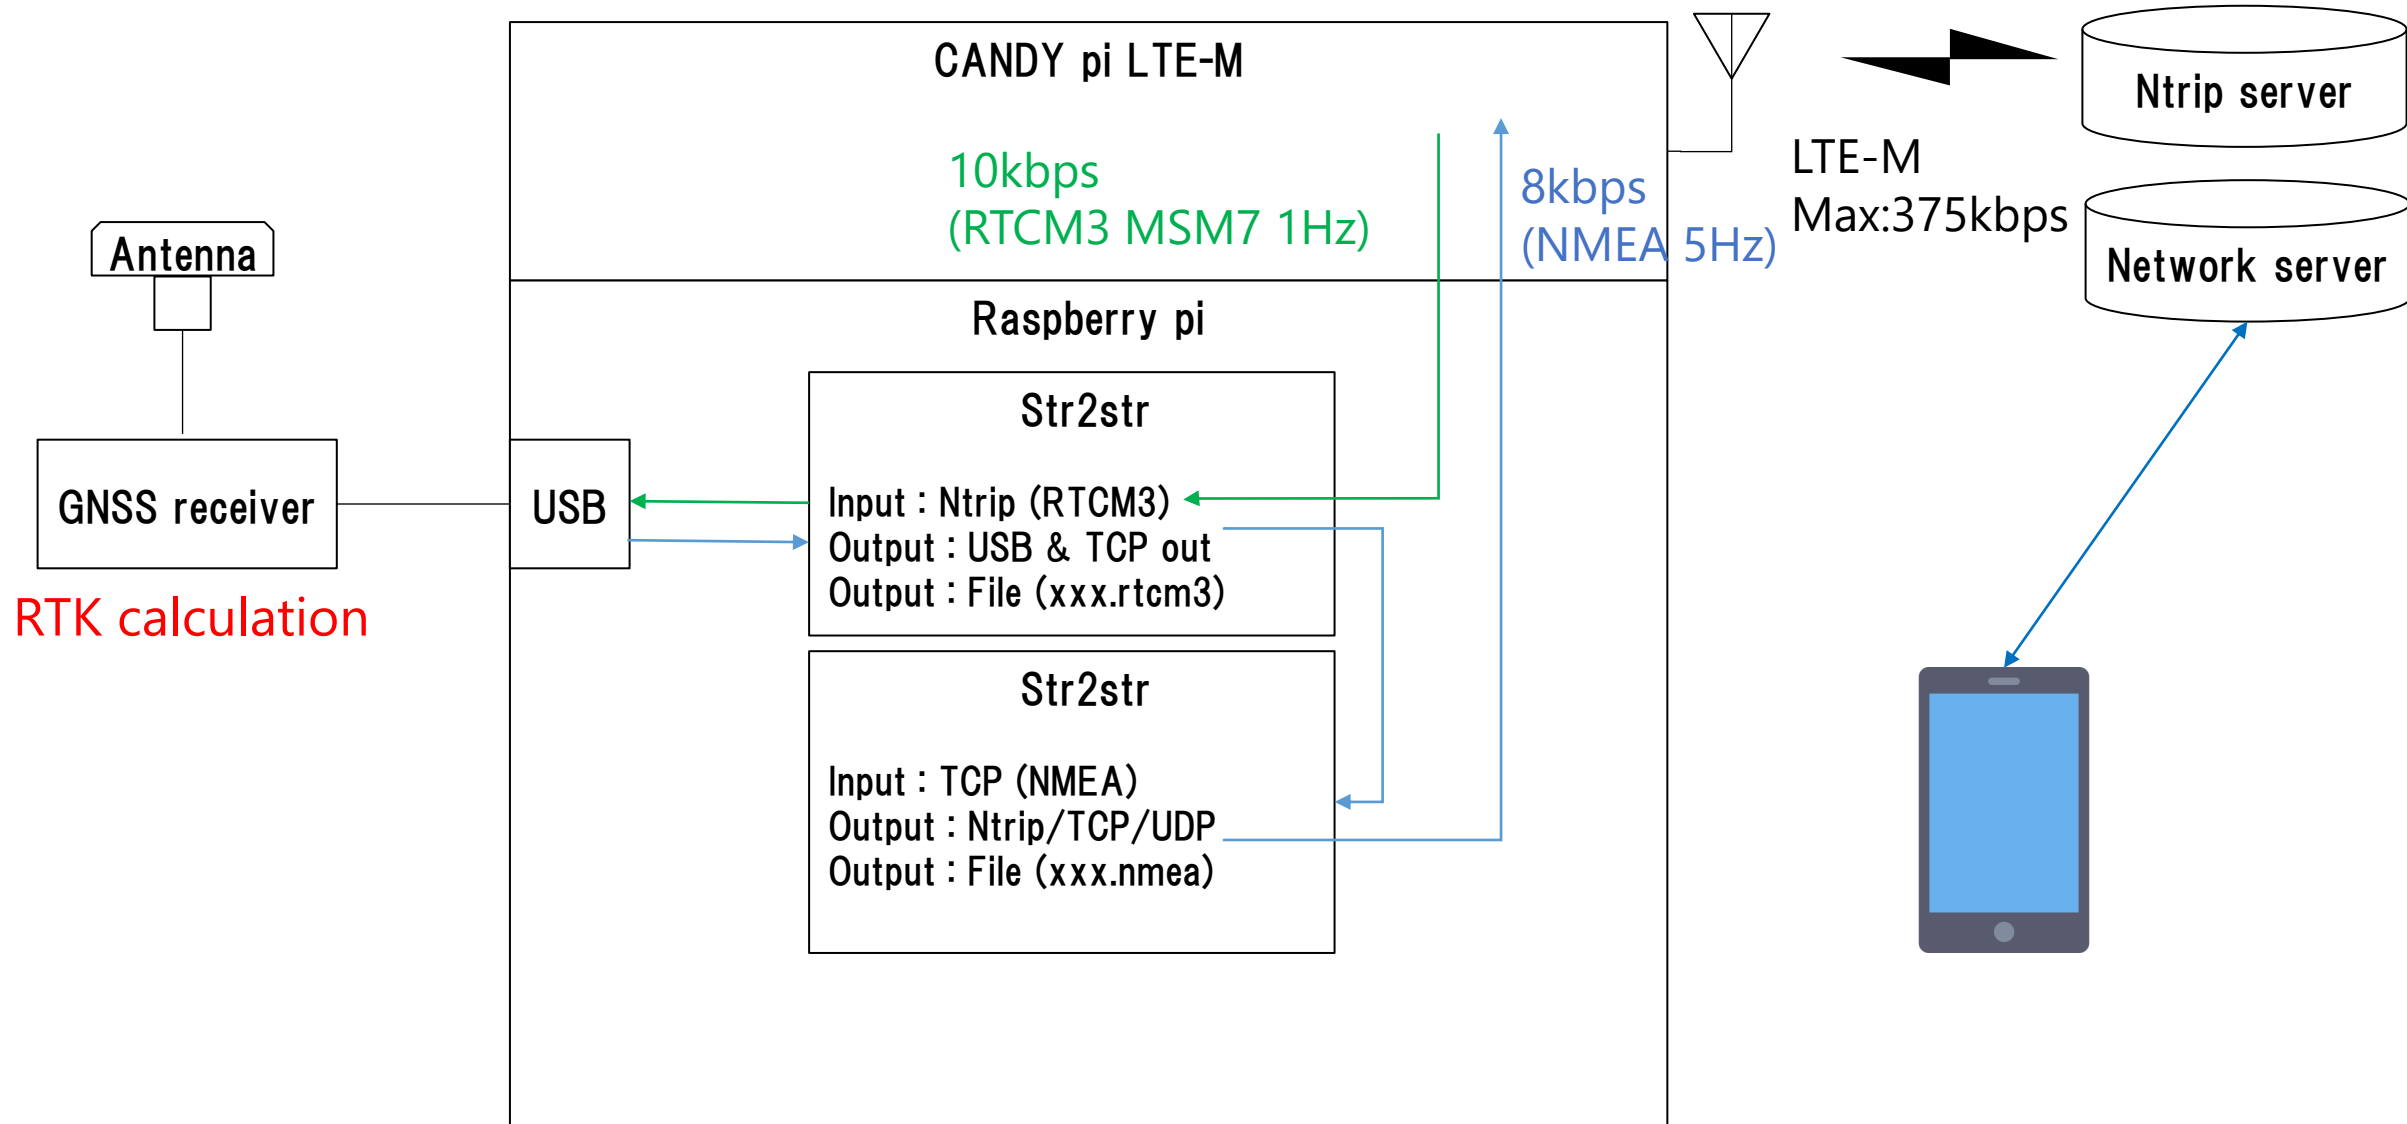 CANDY pi LTE-M
Ntrip server
10kbps
(RTCM3 MSM7 1Hz)
8kbps
(NMEA 5Hz)
LTE-M
Max:375kbps
Network server
Antenna
Raspberry pi
Str2str
GNSS receiver
USB
Input：Ntrip (RTCM3)
Output：USB & TCP out
Output：File (xxx.rtcm3)
RTK calculation
Str2str
Input：TCP (NMEA)
Output：Ntrip/TCP/UDP
Output：File (xxx.nmea)